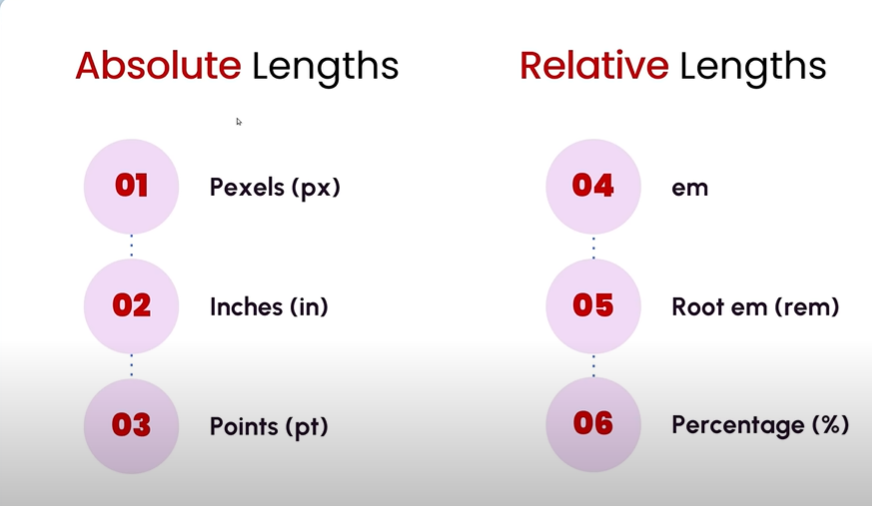 Absolute Lengths
01 Pexels (px)
02 Inches (in)
03 Points (pt)
Relative Lengths
04 em
05 Root em (rem)
06 Percentage (%)